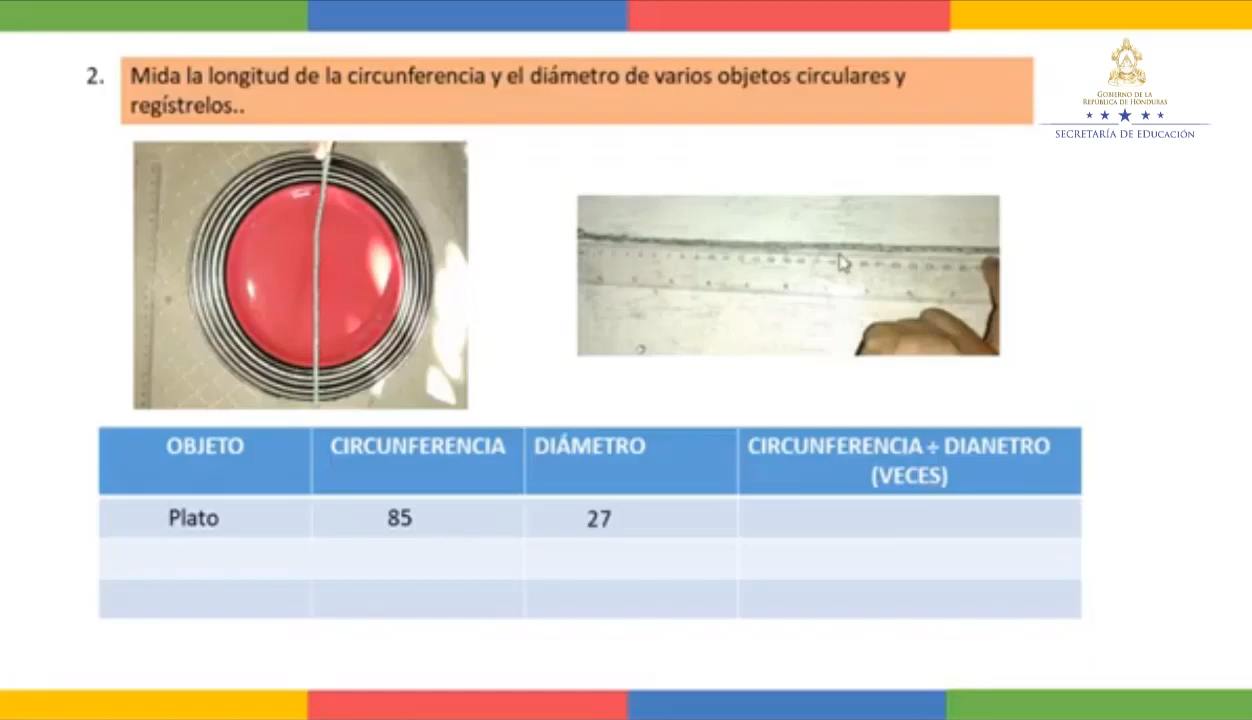 2. Mida la longitud de la circunferencia y el diámetro de varios objetos circulares y
regístrelos..
GOBIERNO DE LA
REPÚBLICA DE HONDURAS
SECRETARÍA DE EDUCACIÓN
OBJETO CIRCUNFERENCIA DIÁMETRO CIRCUNFERENCIA ÷ DIANETRO
(VECES)
Plato 85 27